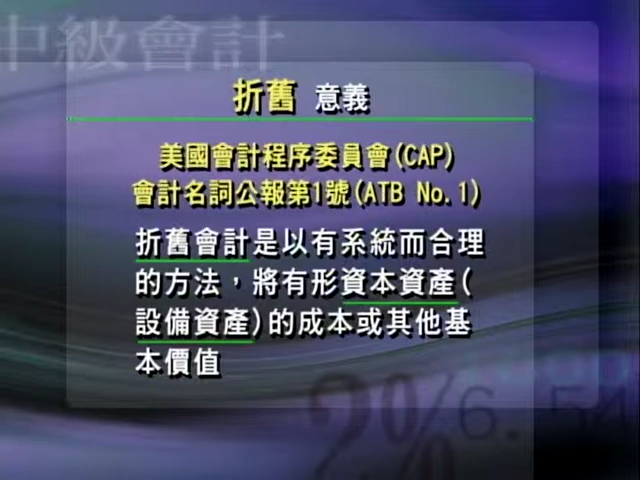 中級會計
折舊 意義
美國會計程序委員會(CAP)
會計名詞公報第1號(ATB No.1)
折舊會計是以有系統而合理
的方法，將有形資本資產(
設備資產)的成本或其他基
本價值
2% 6.54